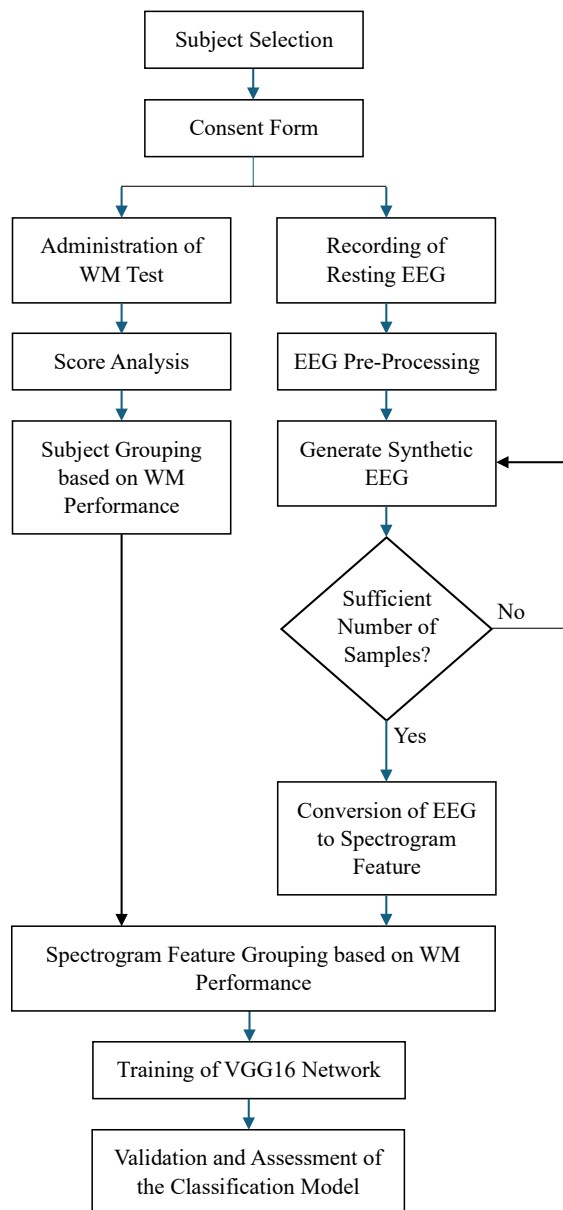 Subject Selection
Consent Form
Administration of
WM Test
Recording of
Resting EEG
Score Analysis
EEG Pre-Processing
Subject Grouping
based on WM
Performance
Generate Synthetic
EEG
Sufficient
Number of
Samples?
No
Yes
Conversion of EEG
to Spectrogram
Feature
Spectrogram Feature Grouping based on WM
Performance
Training of VGG16 Network
Validation and Assessment of
the Classification Model